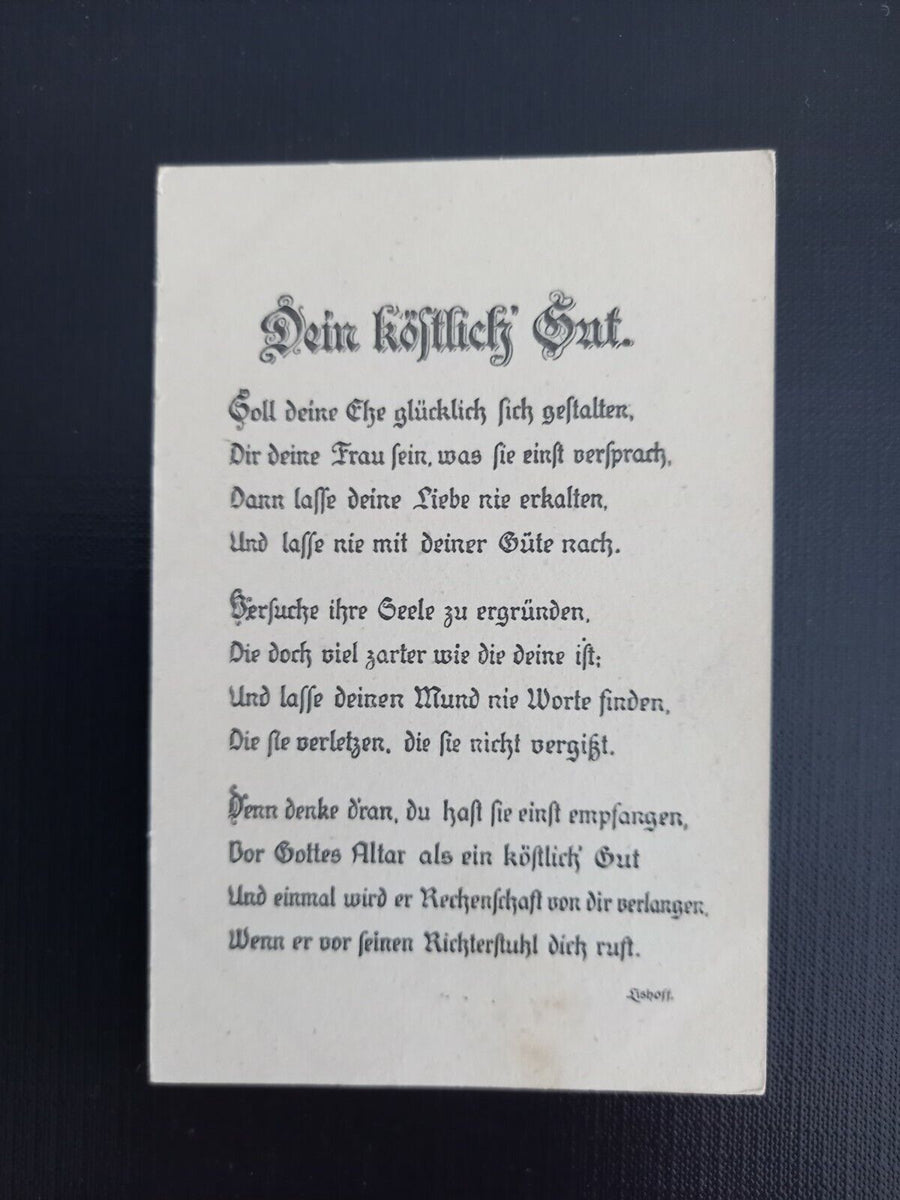 Dein köstlich' Gut.
Soll deine Ehe glücklich sich gestalten,
Dir deine Frau sein, was sie einst versprach,
Dann lasse deine Liebe nie erkalten,
Und lasse nie mit deiner Güte nach.
Versuche ihre Seele zu ergründen,
Die doch viel zarter wie die deine ist;
Und lasse deinen Mund nie Worte finden,
Die sie verletzen, die sie nicht vergißt.
Denn denke d'ran, du hast sie einst empfangen,
Vor Gottes Altar als ein köstlich' Gut
Und einmal wird er Rechenschaft von dir verlangen,
Wenn er vor seinen Richterstuhl dich ruft.